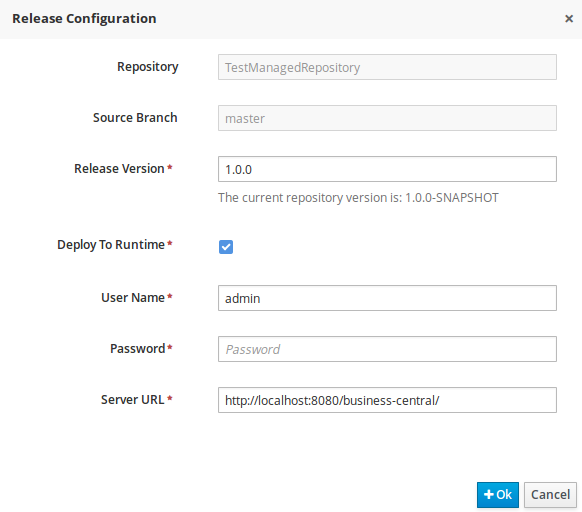 Release Configuration ×
Repository TestManagedRepository
Source Branch master
Release Version* 1.0.0
The current repository version is: 1.0.0-SNAPSHOT
Deploy To Runtime*
User Name* admin
Password* Password
Server URL* http://localhost:8080/business-central/
+Ok Cancel